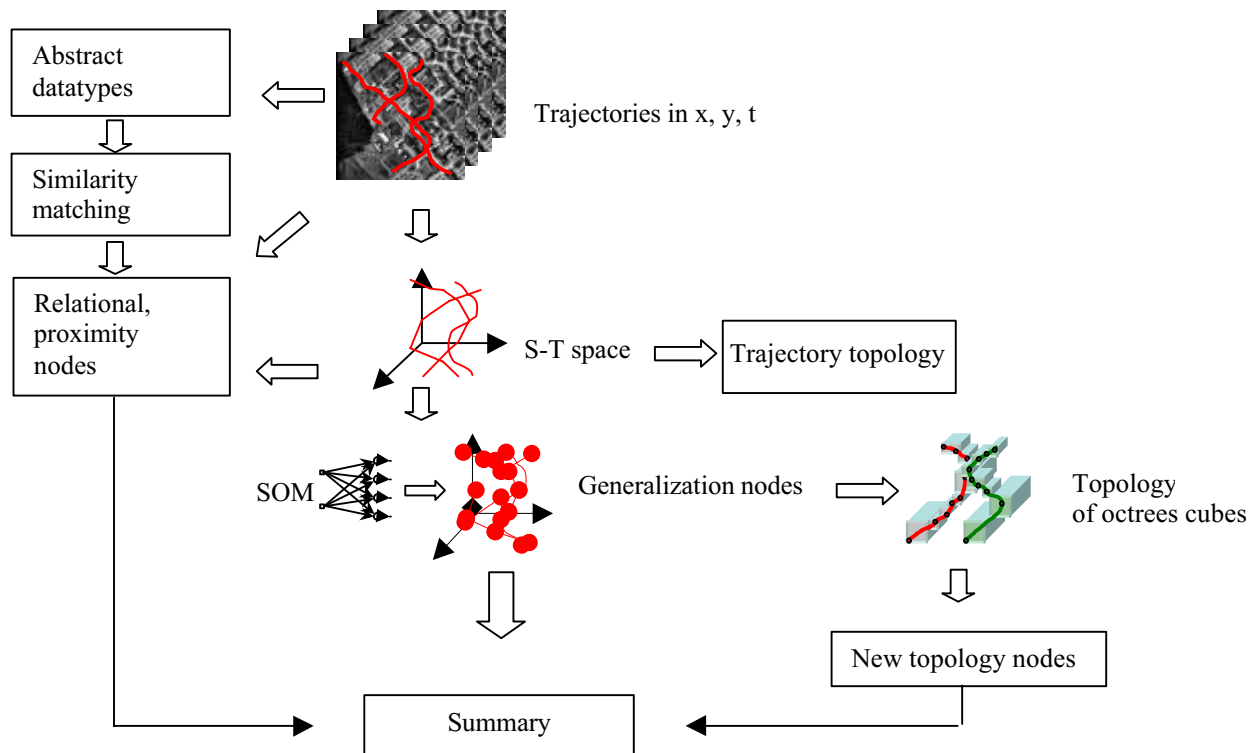 Abstract
datatypes
Trajectories in x, y, t
Similarity
matching
Relational,
proximity
nodes
S-T space
Trajectory topology
SOM
Generalization nodes
Topology
of octrees cubes
New topology nodes
Summary